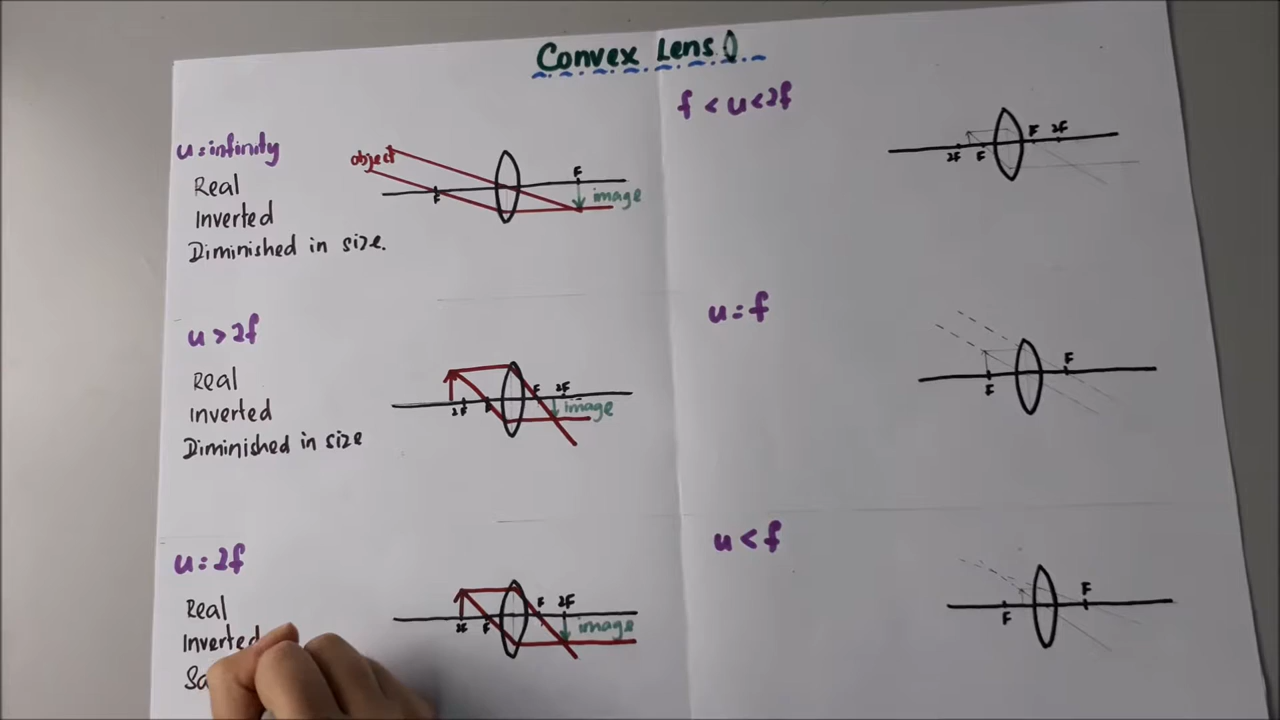 Convex Lens
u = infinity
Real
Inverted
Diminished in size.
object
F
F
image
u > 2f
Real
Inverted
Diminished in size
2F
F
F
2F
image
u = 2f
Real
Inverted
2F
F
F
2F
image
f < u < 2f
2F
F
F
2F
u = f
F
F
u < f
F
F